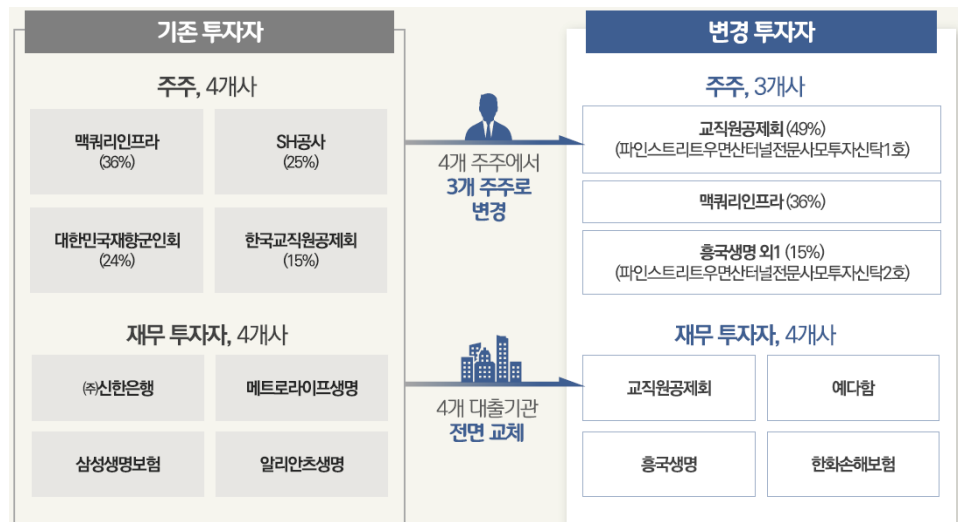 기존 투자자
주주, 4개사
맥쿼리인프라
(36%)
SH공사
(25%)
대한민국재향군인회
(24%)
한국교직원공제회
(15%)
재무 투자자, 4개사
㈜신한은행
메트로라이프생명
삼성생명보험
알리안츠생명
4개 주주에서
3개 주주로
변경
4개 대출기관
전면 교체
변경 투자자
주주, 3개사
교직원공제회 (49%)
(파인스트리트우면산터널전문사모투자신탁1호)
맥쿼리인프라 (36%)
흥국생명 외1 (15%)
(파인스트리트우면산터널전문사모투자신탁2호)
재무 투자자, 4개사
교직원공제회
예다함
흥국생명
한화손해보험